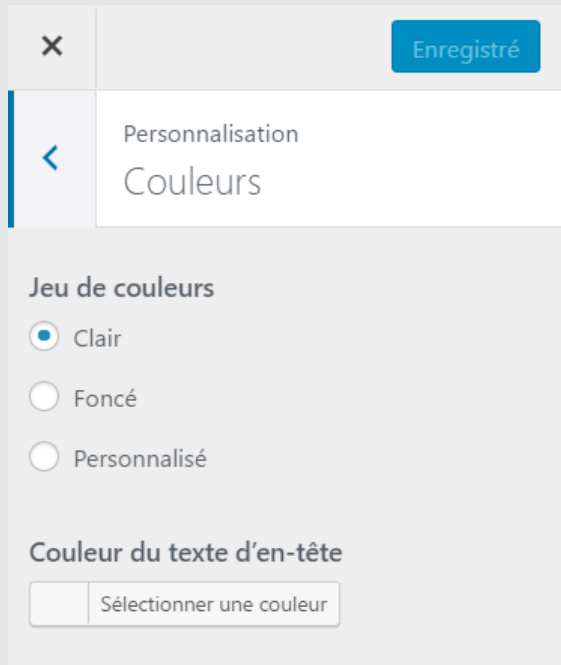 Enregistré
Personnalisation
Couleurs
Jeu de couleurs
Clair
Foncé
Personnalisé
Couleur du texte d’en-tête
Sélectionner une couleur